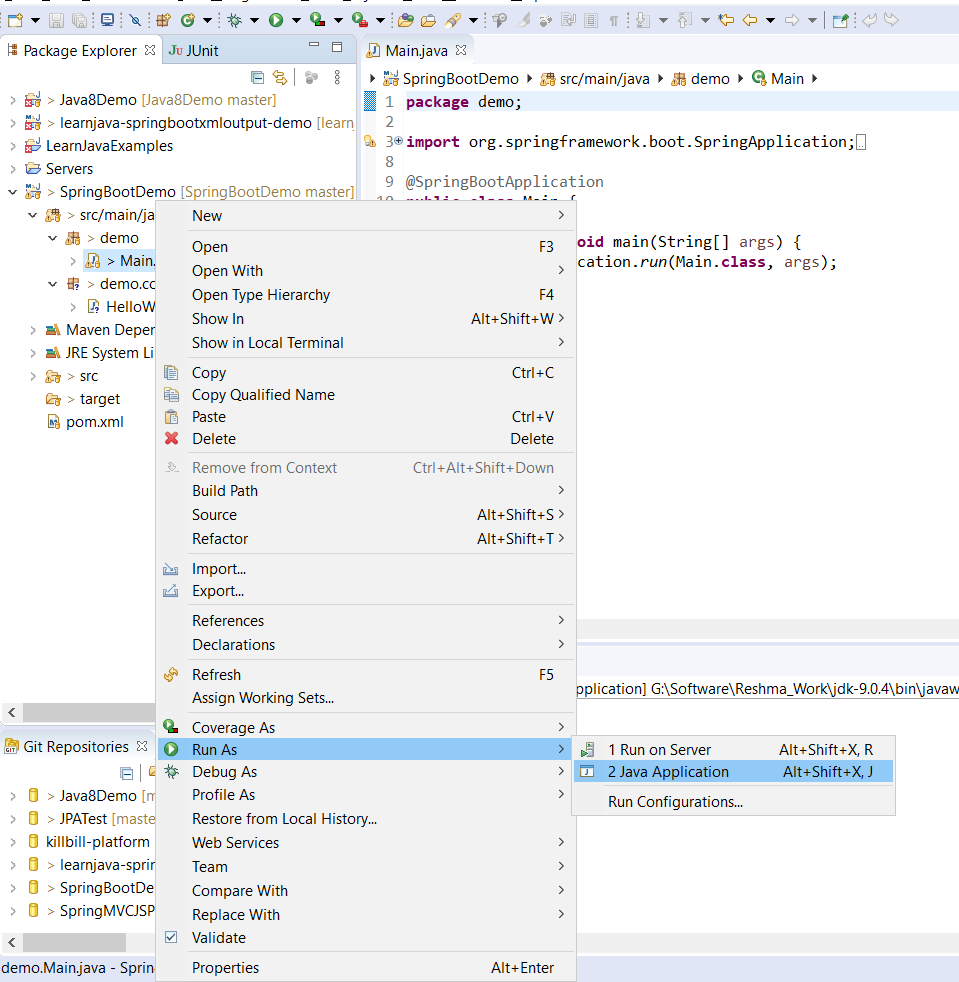 Package Explorer JUnit
Main.java
> Java8Demo [Java8Demo master]
> learnjava-springbootxmloutput-demo [learn
LearnJavaExamples
Servers
> SpringBootDemo [SpringBootDemo master]
> src/main/ja
> demo
> Main.
> demo.co
HelloW
Maven Deper
JRE System Li
> src
> target
pom.xml
SpringBootDemo src/main/java demo Main
1 package demo;
2
3 import org.springframework.boot.SpringApplication;
8
9 @SpringBootApplication
oid main(String[] args) {
cation.run(Main.class, args);
New
Open F3
Open With
Open Type Hierarchy F4
Show In Alt+Shift+W
Show in Local Terminal
Copy Ctrl+C
Copy Qualified Name
Paste Ctrl+V
Delete Delete
Remove from Context Ctrl+Alt+Shift+Down
Build Path
Source Alt+Shift+S
Refactor Alt+Shift+T
Import...
Export...
References
Declarations
Refresh F5
Assign Working Sets...
Coverage As
Run As
Debug As
Profile As
Restore from Local History...
Web Services
Team
Compare With
Replace With
Validate
Properties Alt+Enter
1 Run on Server Alt+Shift+X, R
2 Java Application Alt+Shift+X, J
Run Configurations...
pplication] G:\Software\Reshma_Work\jdk-9.0.4\bin\javaw
Git Repositories
> Java8Demo [m
> JPATest [maste
killbill-platform
> learnjava-sprin
> SpringBootDe
> SpringMVCJSP
demo.Main.java - Sprin